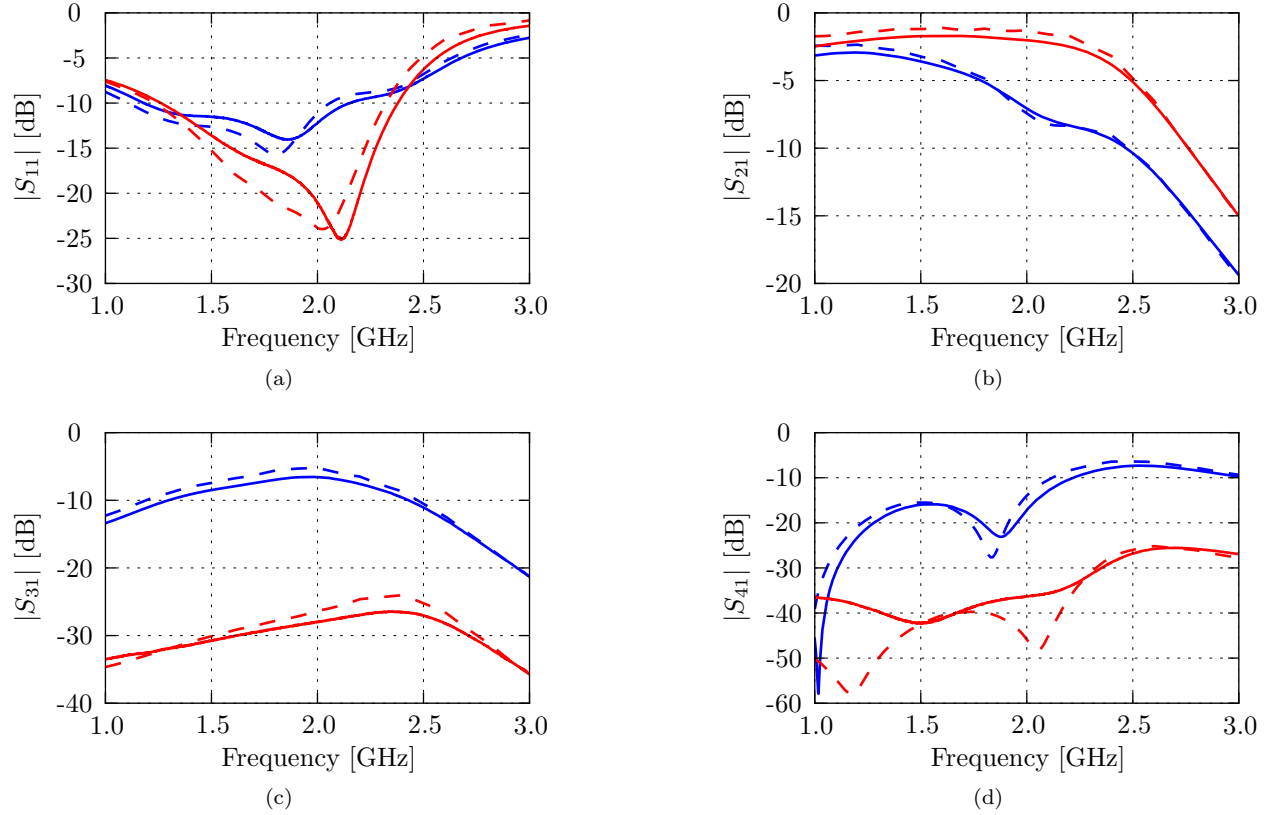 |S11| [dB]
0
-5
-10
-15
-20
-25
-30
1.0 1.5 2.0 2.5 3.0
Frequency [GHz]
(a)
|S21| [dB]
0
-5
-10
-15
-20
1.0 1.5 2.0 2.5 3.0
Frequency [GHz]
(b)
|S31| [dB]
0
-10
-20
-30
-40
1.0 1.5 2.0 2.5 3.0
Frequency [GHz]
(c)
|S41| [dB]
0
-10
-20
-30
-40
-50
-60
1.0 1.5 2.0 2.5 3.0
Frequency [GHz]
(d)